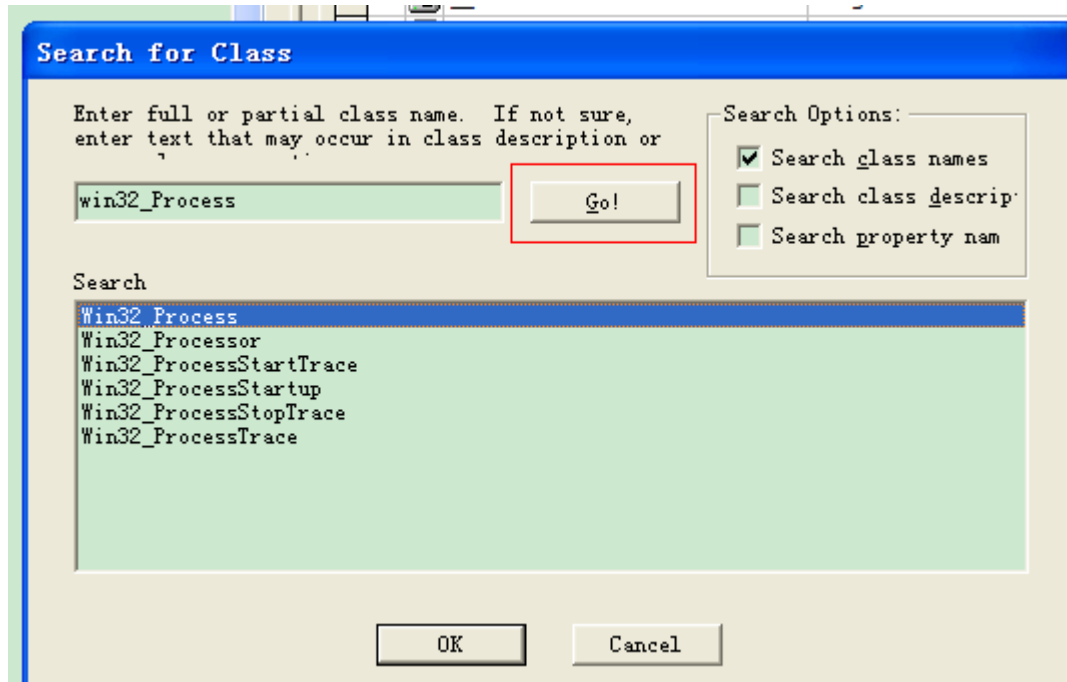 Search for Class
Enter full or partial class name. If not sure,
enter text that may occur in class description or
win32_Process
Go!
Search Options:
Search class names
Search class descrip
Search property nam
Search
Win32_Process
Win32_Processor
Win32_ProcessStartTrace
Win32_ProcessStartup
Win32_ProcessStopTrace
Win32_ProcessTrace
OK
Cancel